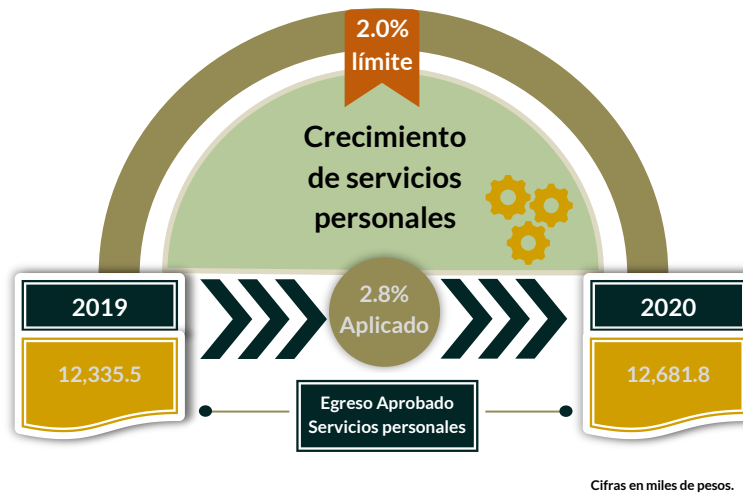 2.0%
límite
Crecimiento
de servicios
personales
2019
2.8%
Aplicado
2020
12,335.5
12,681.8
Egreso Aprobado
Servicios personales
Cifras en miles de pesos.